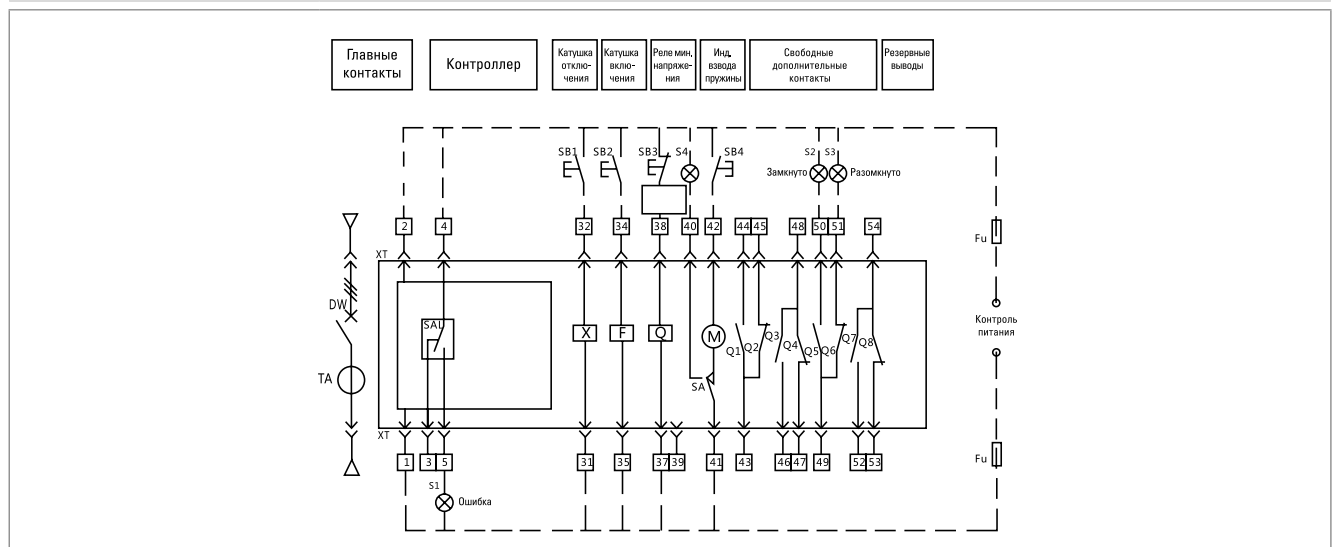 Главные
контакты
Контроллер
Катушка
отклю-
чения
Катушка
вклю-
чения
Реле мин.
напряже-
ния
Инд.
взвода
пружины
Свободные
дополнительные
контакты
Резервные
выводы
SB1
SB2
SB3
S4
SB4
S2
S3
Замкнуто
Разомкнуто
2
4
32
34
38
40
42
44
45
48
50
51
54
Fu
XT
DW
SAL
X
F
Q
M
Q1
Q2
Q3
Q4
Q5
Q6
Q7
Q8
Контроль
питания
TA
SA
XT
1
3
5
31
35
37
39
41
43
46
47
49
52
53
Fu
S1
Ошибка